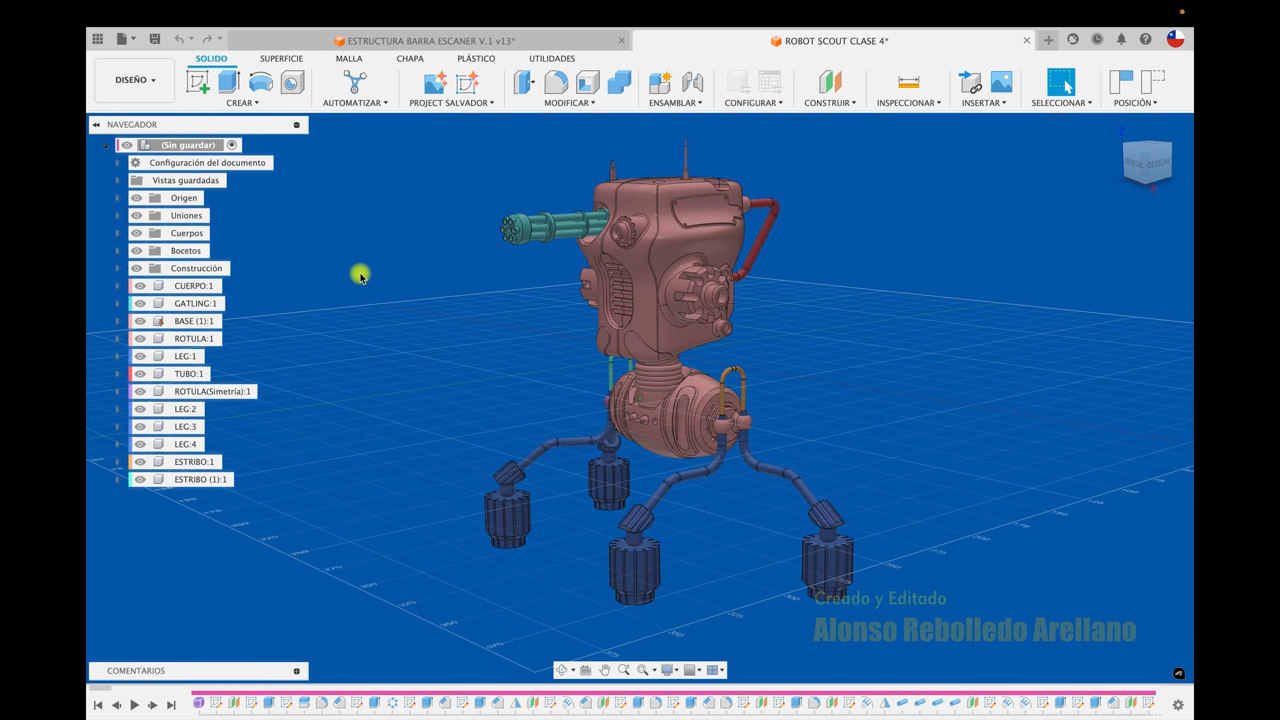 ESTRUCTURA BARRA ESCANER V.1 v13*
ROBOT SCOUT CLASE 4*
DISEÑO
SOLIDO
SUPERFICIE
MALLA
CHAPA
PLÁSTICO
UTILIDADES
CREAR
AUTOMATIZAR
PROJECT SALVADOR
MODIFICAR
ENSAMBLAR
CONFIGURAR
CONSTRUIR
INSPECCIONAR
INSERTAR
SELECCIONAR
POSICIÓN
NAVEGADOR
(Sin guardar)
Configuración del documento
Vistas guardadas
Origen
Uniones
Cuerpos
Bocetos
Construcción
CUERPO:1
GATLING:1
BASE (1):1
ROTULA:1
LEG:1
TUBO:1
ROTULA(Simetría):1
LEG:2
LEG:3
LEG:4
ESTRIBO:1
ESTRIBO (1):1
Z
FRONTAL
DERECHA
Creado y Editado
Alonso Rebolledo Arellano
COMENTARIOS